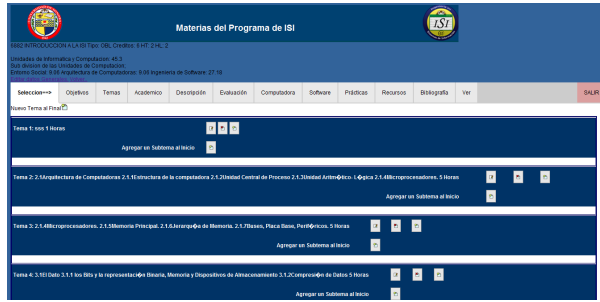 Materias del Programa de ISI
ISI
9882 INTRODUCCION A LA ISI Tipo: OBL Creditos: 6 HT: 2 HL: 2
Unidades de Informatica y Computacion: 45.3
Sub division de las Unidades de Computacion:
Entorno Social: 9.06 Arquitectura de Computadoras: 9.06 Ingenieria de Software: 27.18
Seleccion==> Objetivos Temas Academico Descripción Evaluación Computadora Software Prácticas Recursos Bibliografía Ver SALIR
Nuevo Tema al Final
Tema 1: sss 1 Horas
Agregar un Subtema al Inicio
Tema 2: 2.1Arquitectura de Computadoras 2.1.1Estructura de la computadora 2.1.2Unidad Central de Proceso 2.1.3Unidad Aritm�tico. L�gica 2.1.4Microprocesadores. 5 Horas
Agregar un Subtema al Inicio
Tema 3: 2.1.4Microprocesadores. 2.1.5Memoria Principal. 2.1.6Jerarqu�a de Memoria. 2.1.7Buses, Placa Base, Perif�ricos. 5 Horas
Agregar un Subtema al Inicio
Tema 4: 3.1El Dato 3.1.1 los Bits y la representaci�n Binaria, Memoria y Dispositivos de Almacenamiento 3.1.2Compresi�n de Datos 5 Horas
Agregar un Subtema al Inicio